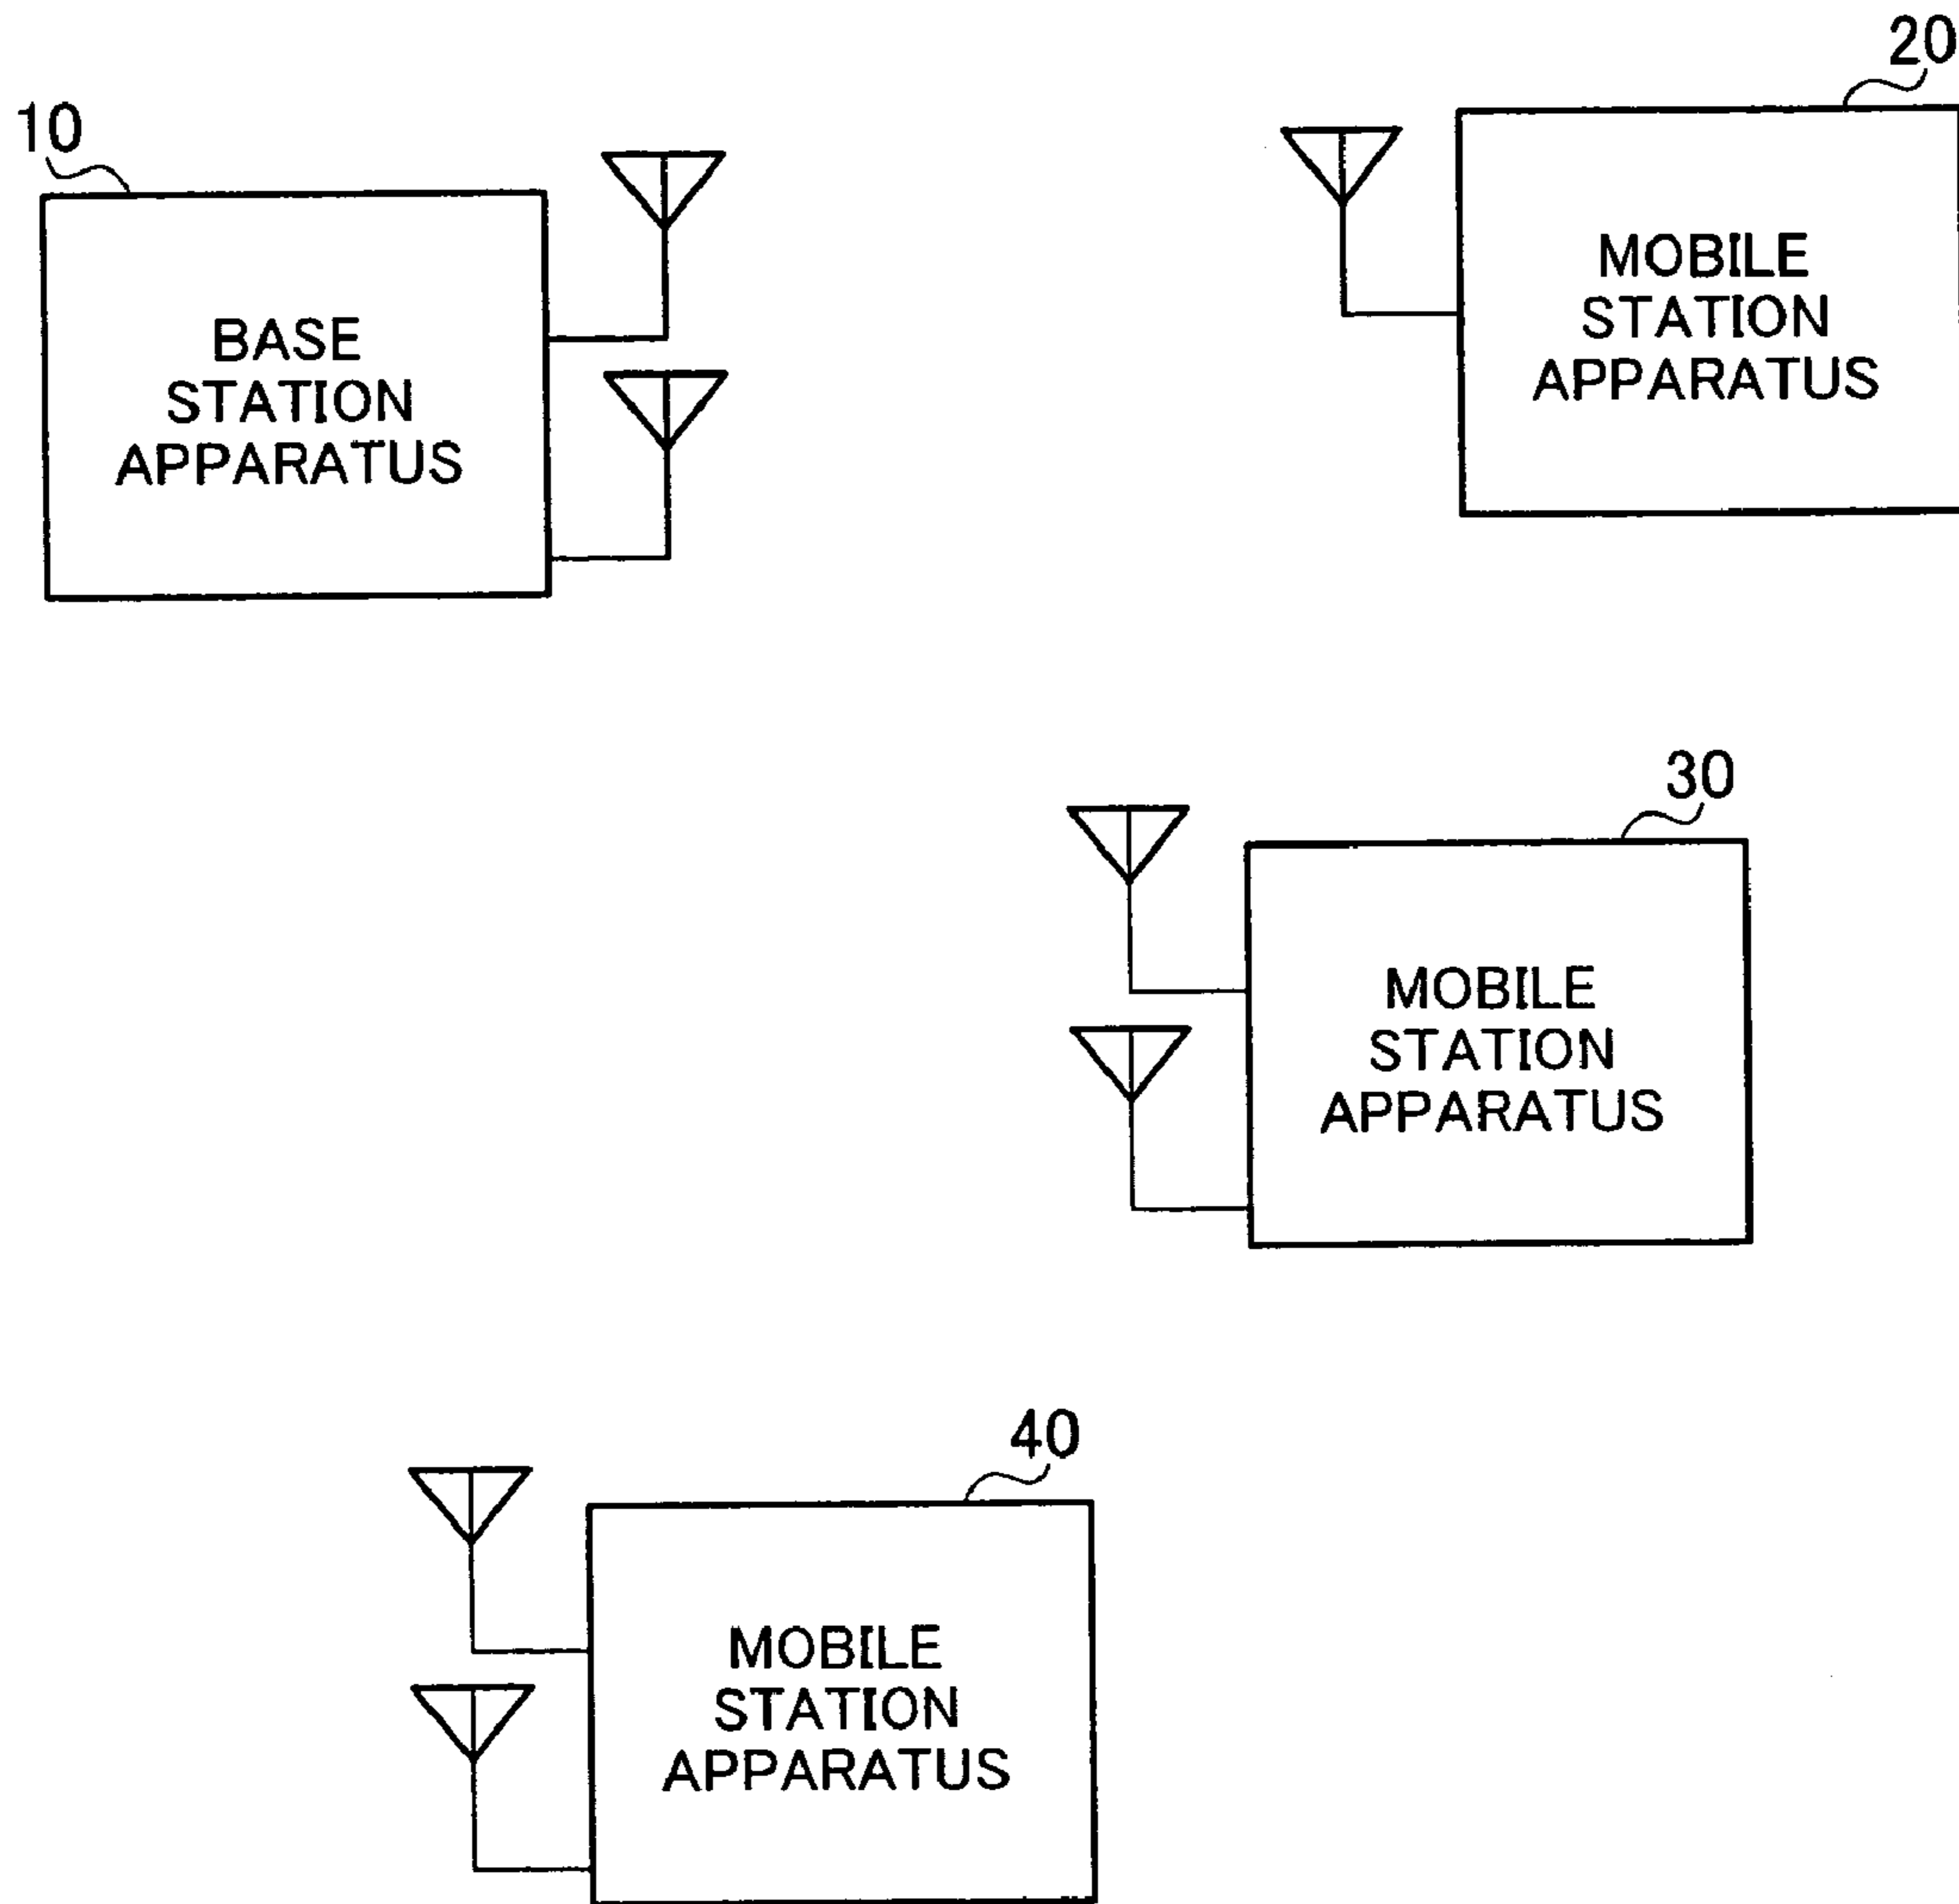 10
BASE
STATION
APPARATUS
20
MOBILE
STATION
APPARATUS
30
MOBILE
STATION
APPARATUS
40
MOBILE
STATION
APPARATUS